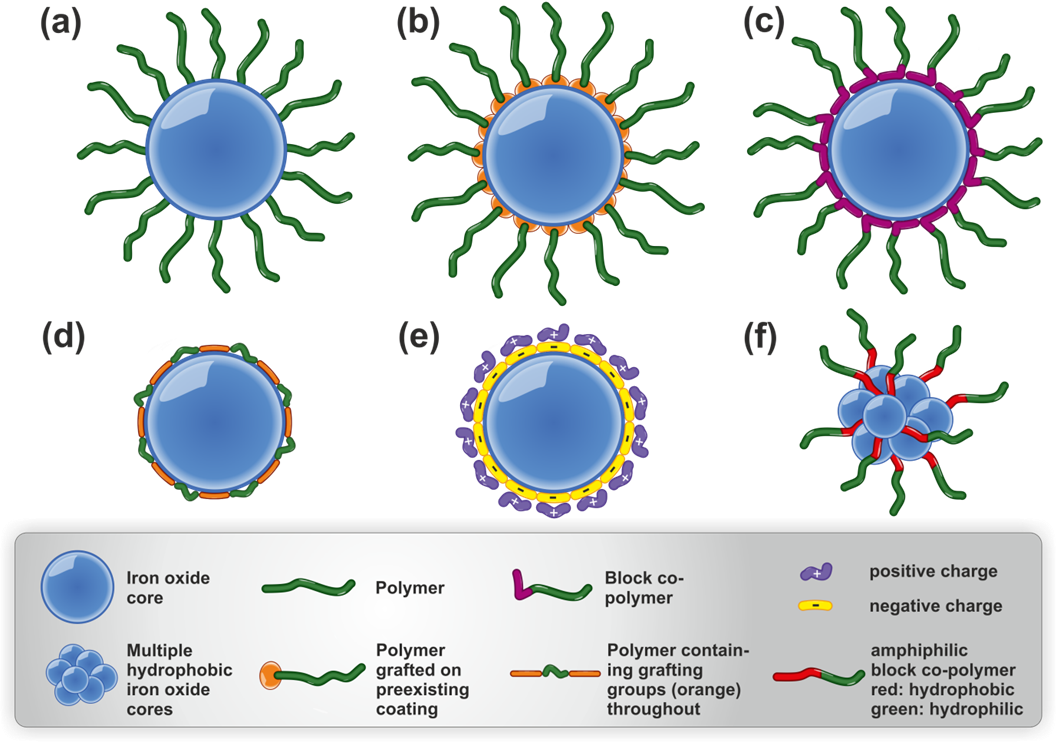 (a)
(b)
(c)
(d)
(e)
(f)
Iron oxide
core
Polymer
Block co-
polymer
positive charge
negative charge
Multiple
hydrophobic
iron oxide
cores
Polymer
grafted on
preexisting
coating
Polymer contain-
ing grafting
groups (orange)
throughout
amphiphilic
block co-polymer
red: hydrophobic
green: hydrophilic